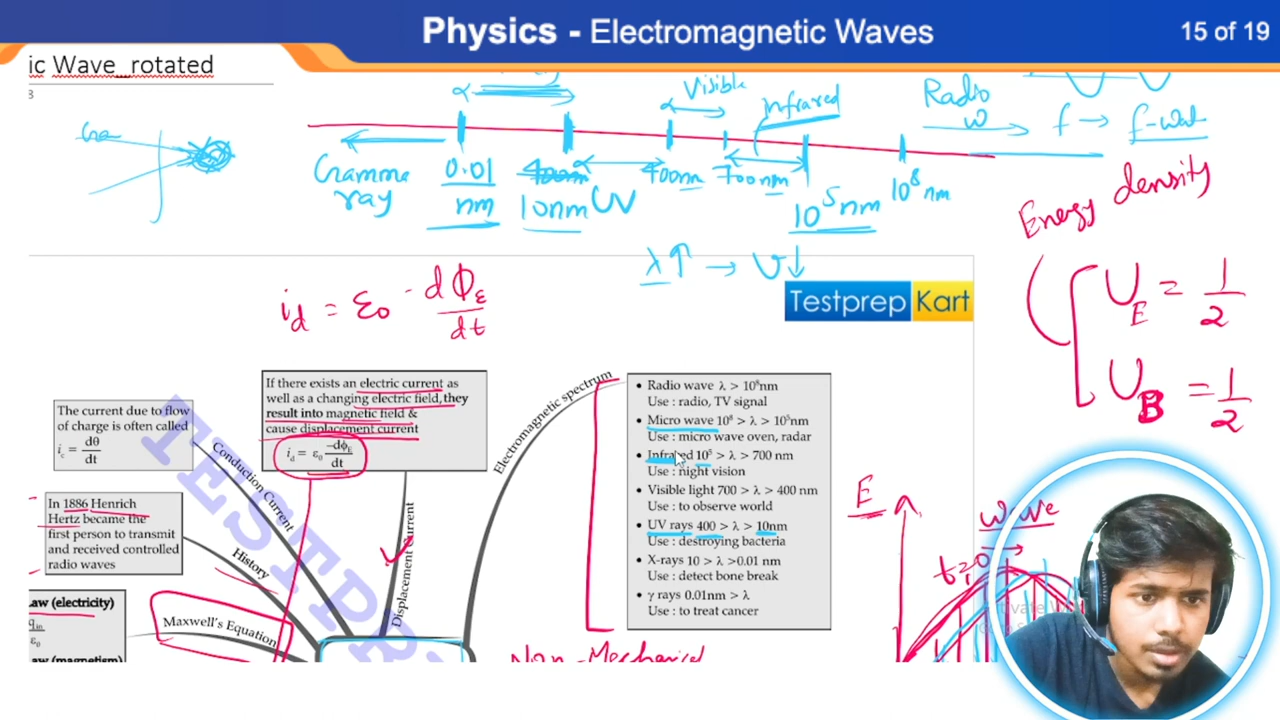 Physics - Electromagnetic Waves
15 of 19
ic Wave_rotated
8
Visible
Infrared
Radio
w
f → f-wat
α
α
Gramma
ray
0.01
nm
10nm
UV
400nm
700nm
10⁵nm
10⁸ nm
λ↑ → υ↓
Energy density
U_E = 1/2
U_B = 1/2
i_d = ε₀ -dΦ_E/dt
Testprep Kart
The current due to flow
of charge is often called
i_c = dθ/dt
Conduction Current
If there exists an electric current as
well as a changing electric field, they
result into magnetic field &
cause displacement current
i_d = ε₀ -dϕ_E/dt
Displacement Current
Electromagnetic spectrum
• Radio wave λ > 10⁸nm
Use : radio, TV signal
• Micro wave 10⁸ > λ > 10⁵nm
Use : micro wave oven, radar
• Infrared 10⁵ > λ > 700 nm
Use : night vision
• Visible light 700 > λ > 400 nm
Use : to observe world
• UV rays 400 > λ > 10nm
Use : destroying bacteria
• X-rays 10 > λ >0.01 nm
Use : detect bone break
• γ rays 0.01nm > λ
Use : to treat cancer
In 1886 Henrich
Hertz became the
first person to transmit
and received controlled
radio waves
History
Law (electricity)
q_in
ε₀
Law (magnetism)
Maxwell's Equation
TESTPR
Non-Mechanical
E
wave
t=0